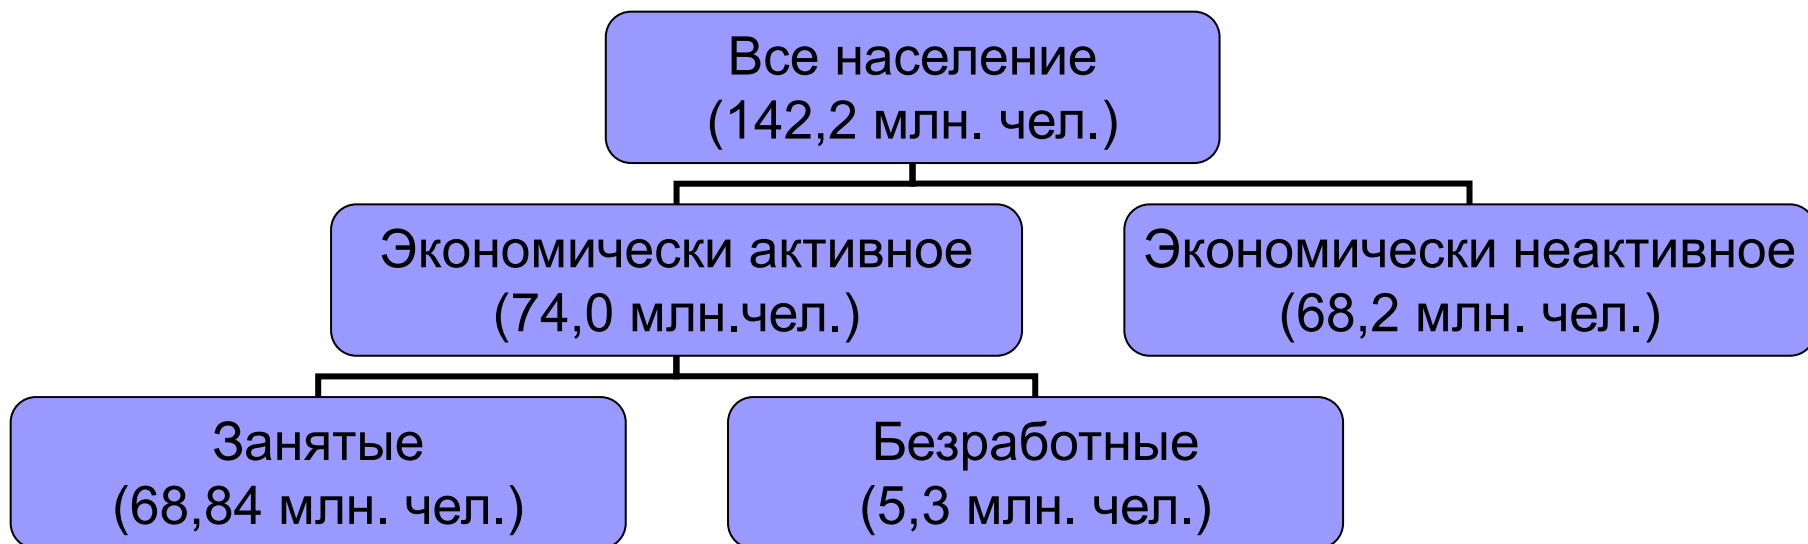 Все население
(142,2 млн. чел.)
Экономически активное
(74,0 млн.чел.)
Экономически неактивное
(68,2 млн. чел.)
Занятые
(68,84 млн. чел.)
Безработные
(5,3 млн. чел.)